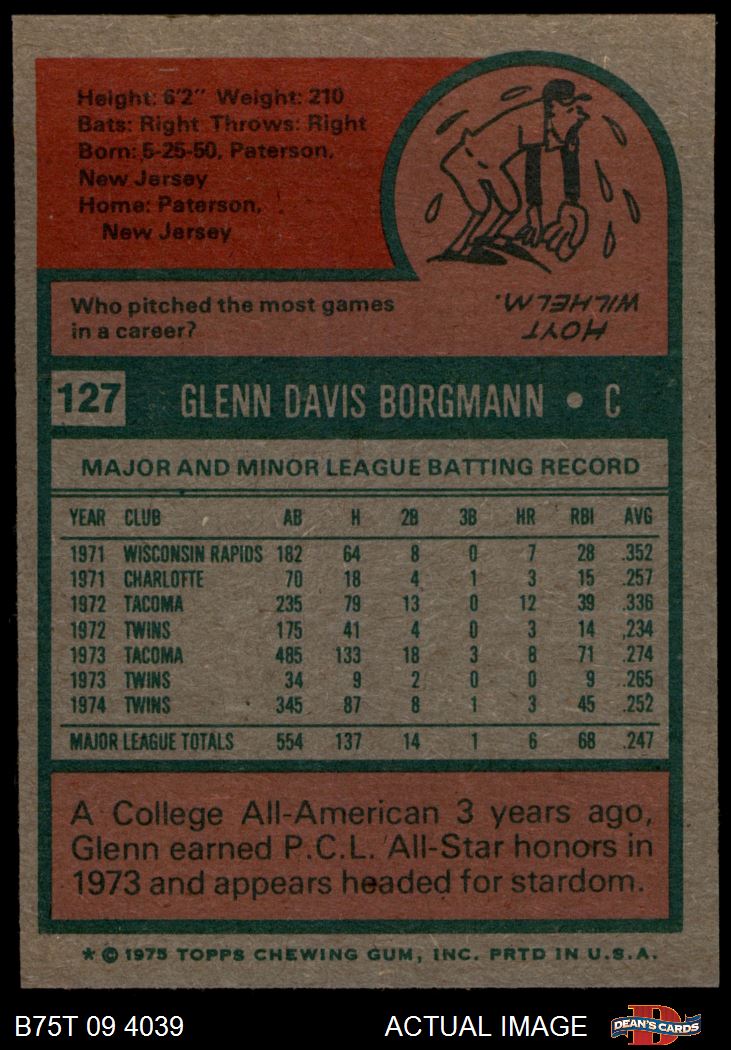 Height: 6'2" Weight: 210
Bats: Right Throws: Right
Born: 5-25-50, Paterson,
New Jersey
Home: Paterson,
New Jersey
Who pitched the most games
in a career?
HOYT
WILHELM.
127 GLENN DAVIS BORGMANN • C
MAJOR AND MINOR LEAGUE BATTING RECORD
YEAR CLUB AB H 2B 3B HR RBI AVG
1971 WISCONSIN RAPIDS 182 64 8 0 7 28 .352
1971 CHARLOTTE 70 18 4 1 3 15 .257
1972 TACOMA 235 79 13 0 12 39 .336
1972 TWINS 175 41 4 0 3 14 .234
1973 TACOMA 485 133 18 3 8 71 .274
1973 TWINS 34 9 2 0 0 9 .265
1974 TWINS 345 87 8 1 3 45 .252
MAJOR LEAGUE TOTALS 554 137 14 1 6 68 .247
A College All-American 3 years ago,
Glenn earned P.C.L. All-Star honors in
1973 and appears headed for stardom.
* © 1975 TOPPS CHEWING GUM, INC. PRTD IN U.S.A.
B75T 09 4039 ACTUAL IMAGE D DEAN'S CARDS